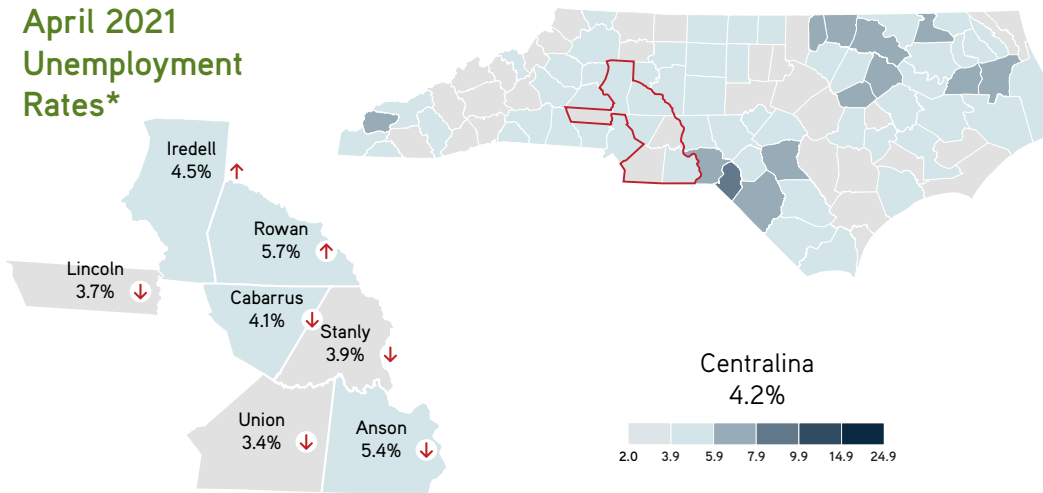 April 2021
Unemployment
Rates*
Iredell
4.5%
Rowan
5.7%
Lincoln
3.7%
Cabarrus
4.1%
Stanly
3.9%
Union
3.4%
Anson
5.4%
Centralina
4.2%
2.0 3.9 5.9 7.9 9.9 14.9 24.9